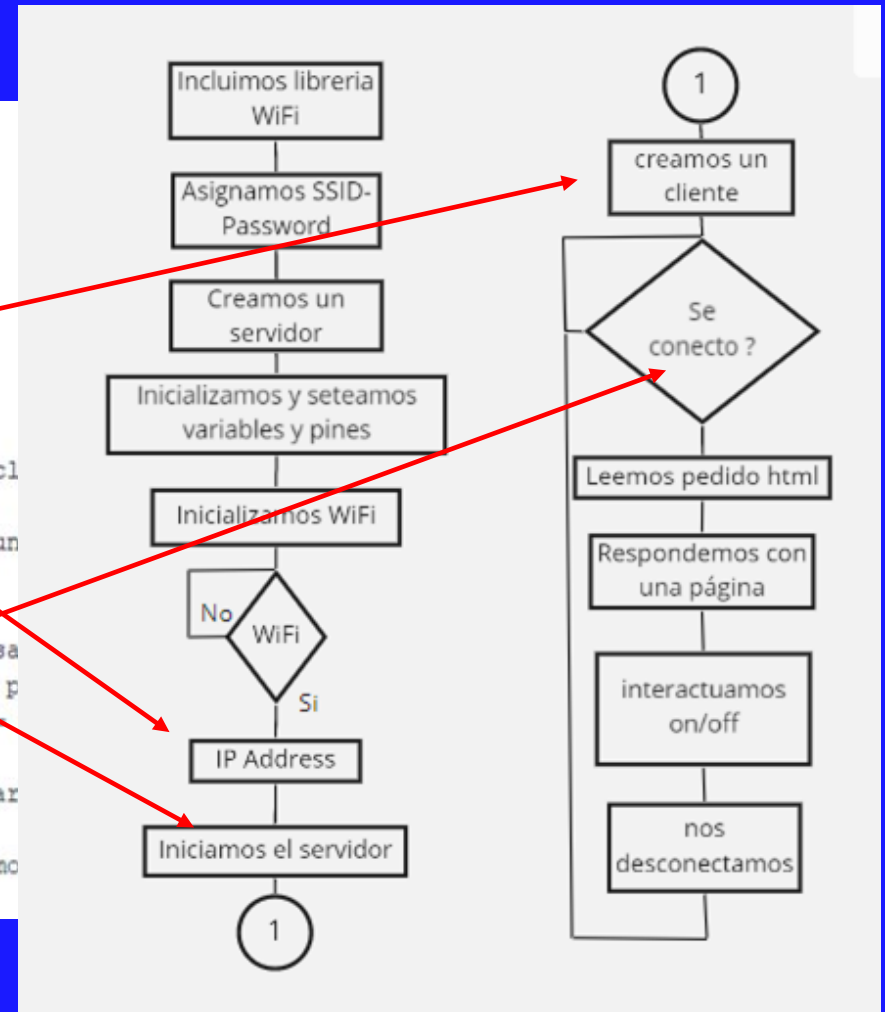 Incluimos libreria
WiFi
Asignamos SSID-
Password
Creamos un
servidor
Inicializamos y seteamos
variables y pines
Inicializamos WiFi
No
WiFi
Si
IP Address
Iniciamos el servidor
1
1
creamos un
cliente
Se
conecto ?
Leemos pedido html
Respondemos con
una página
interactuamos
on/off
nos
desconectamos